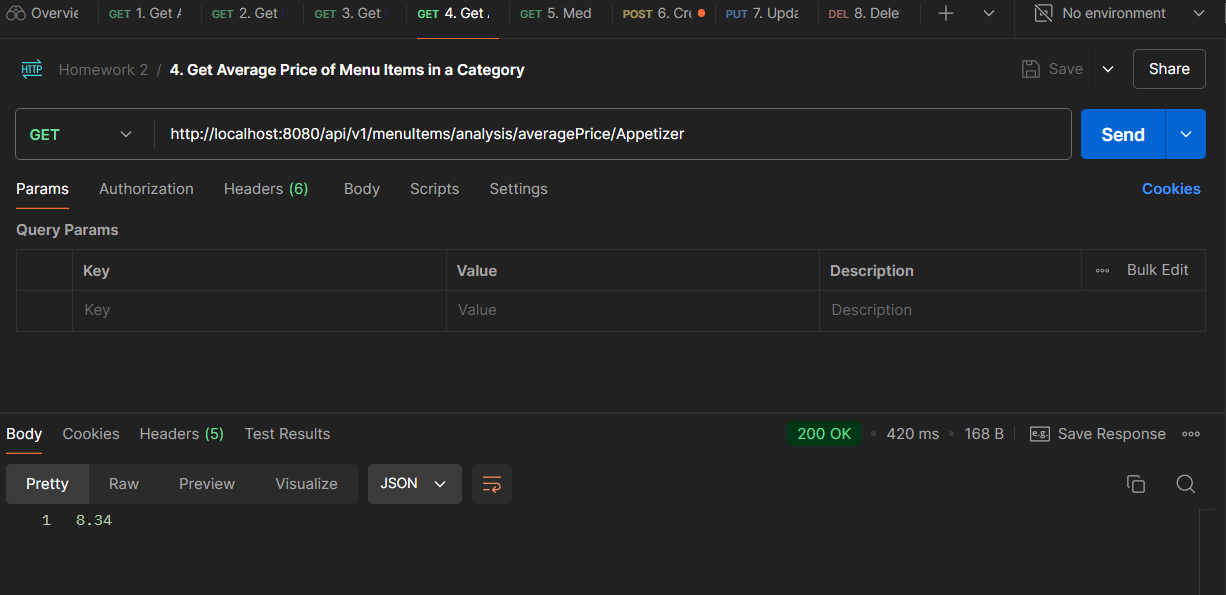 Overvie GET 1. Get A GET 2. Get GET 3. Get GET 4. Get . GET 5. Med POST 6. Cr PUT 7. Upda DEL 8. Dele No environment
HTTP Homework 2 / 4. Get Average Price of Menu Items in a Category Save Share
GET http://localhost:8080/api/v1/menuItems/analysis/averagePrice/Appetizer Send
Params Authorization Headers (6) Body Scripts Settings Cookies
Query Params
Key Value Description Bulk Edit
Key Value Description
Body Cookies Headers (5) Test Results 200 OK 420 ms 168 B e.g. Save Response
Pretty Raw Preview Visualize JSON
1 8.34